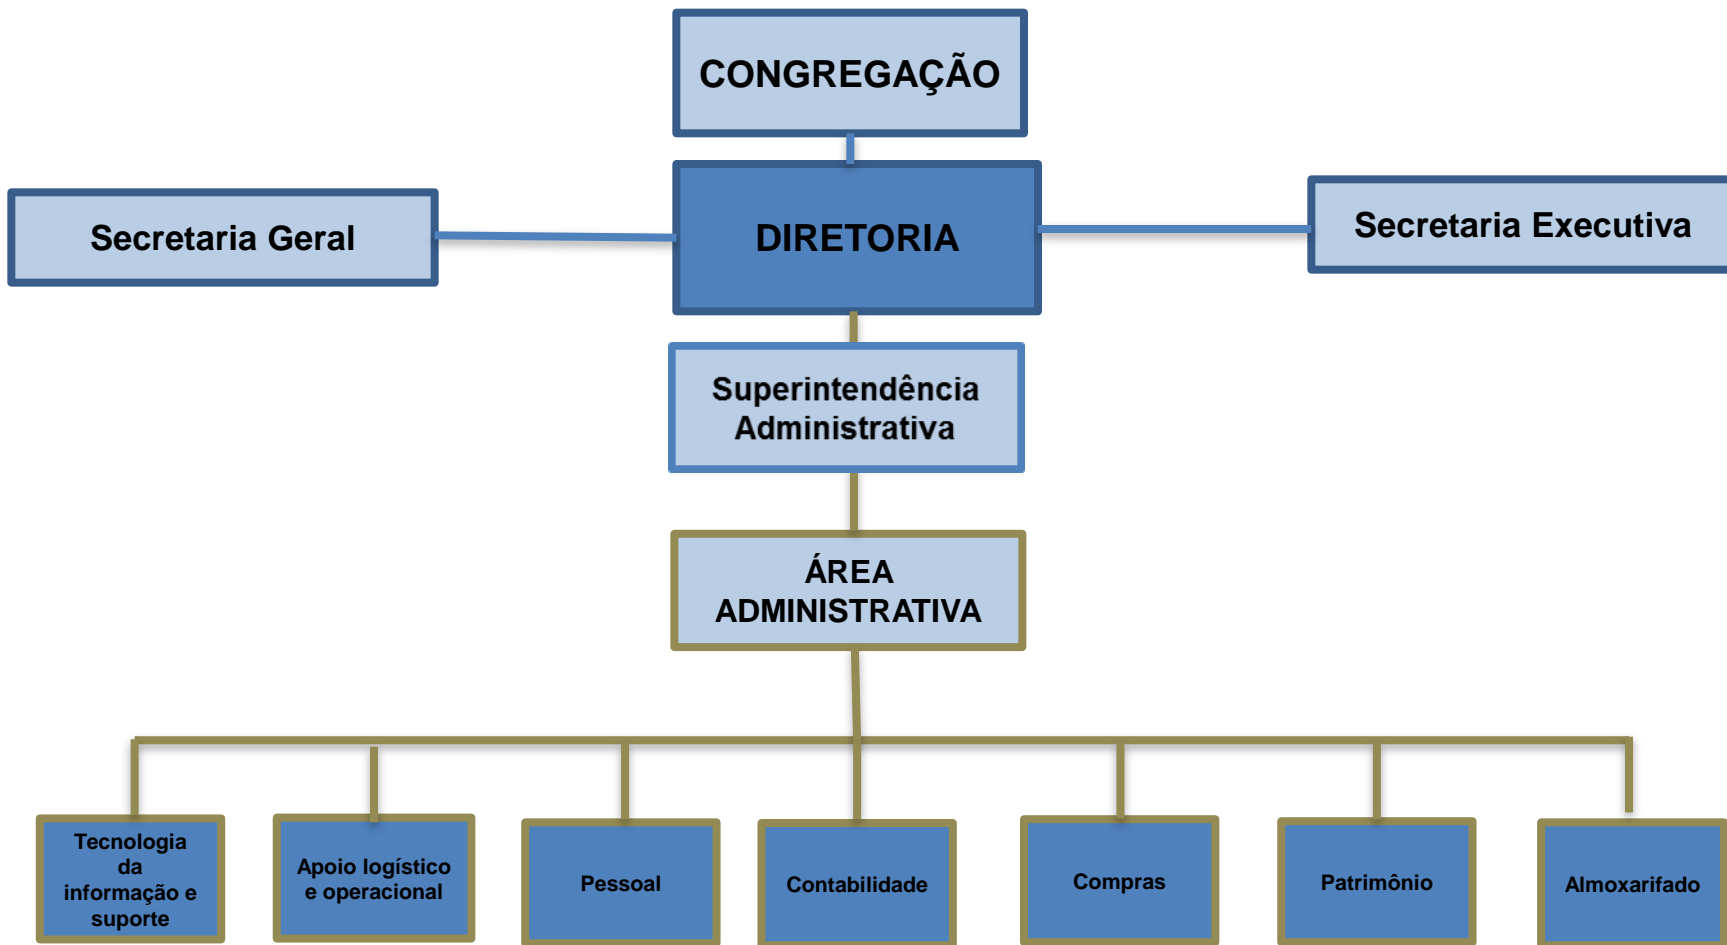 CONGREGAÇÃO
Secretaria Geral
DIRETORIA
Secretaria Executiva
Superintendência
Administrativa
ÁREA
ADMINISTRATIVA
Tecnologia
da
informação e
suporte
Apoio logístico
e operacional
Pessoal
Contabilidade
Compras
Patrimônio
Almoxarifado